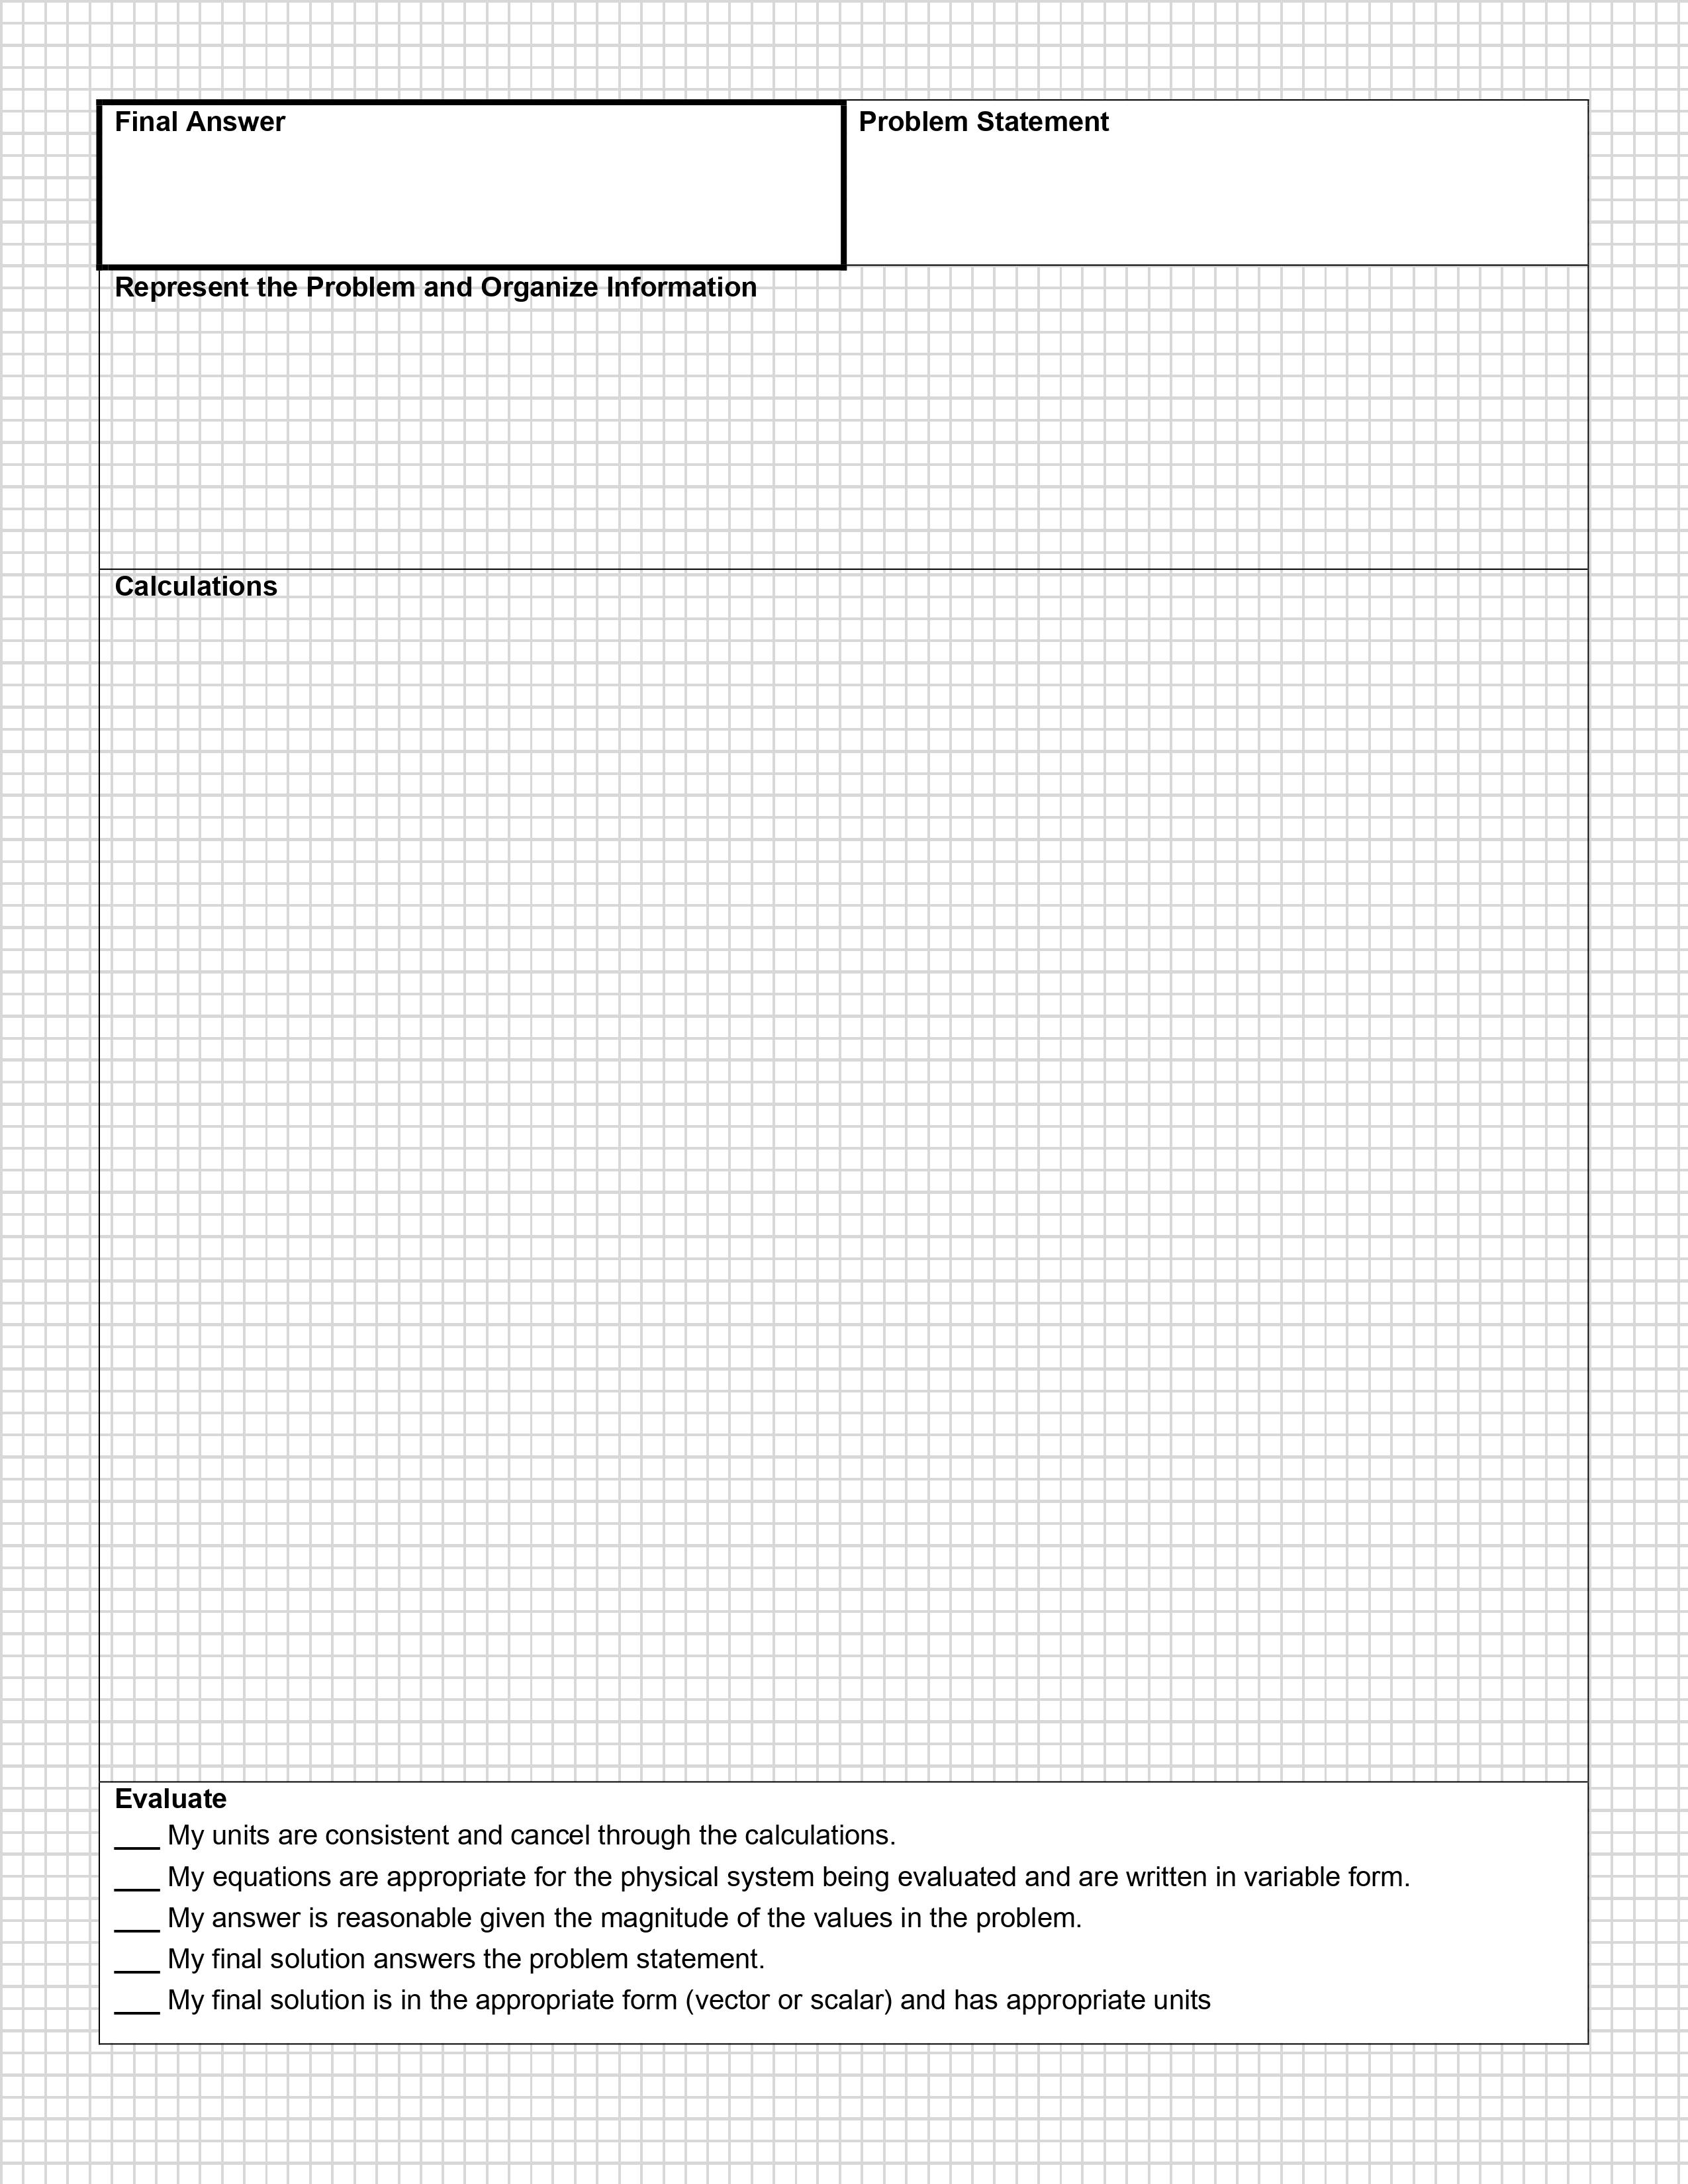 Final Answer
Problem Statement
Represent the Problem and Organize Information
Calculations
Evaluate
___ My units are consistent and cancel through the calculations.
___ My equations are appropriate for the physical system being evaluated and are written in variable form.
___ My answer is reasonable given the magnitude of the values in the problem.
___ My final solution answers the problem statement.
___ My final solution is in the appropriate form (vector or scalar) and has appropriate units